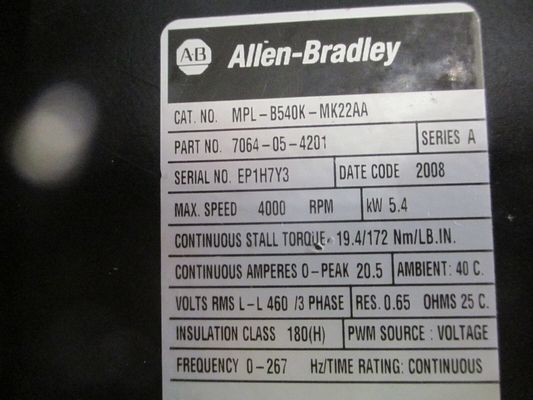 A-B Allen-Bradley
CAT. NO. MPL-B540K-MK22AA
PART NO. 7064-05-4201 SERIES A
SERIAL NO. EP1H7Y3 DATE CODE 2008
MAX. SPEED 4000 RPM kW 5.4
CONTINUOUS STALL TORQUE 19.4/172 Nm/LB.IN.
CONTINUOUS AMPERES 0-PEAK 20.5 AMBIENT: 40 C.
VOLTS RMS L-L 460 /3 PHASE RES. 0.65 OHMS 25 C.
INSULATION CLASS 180(H) PWM SOURCE : VOLTAGE
FREQUENCY 0-267 Hz/TIME RATING: CONTINUOUS